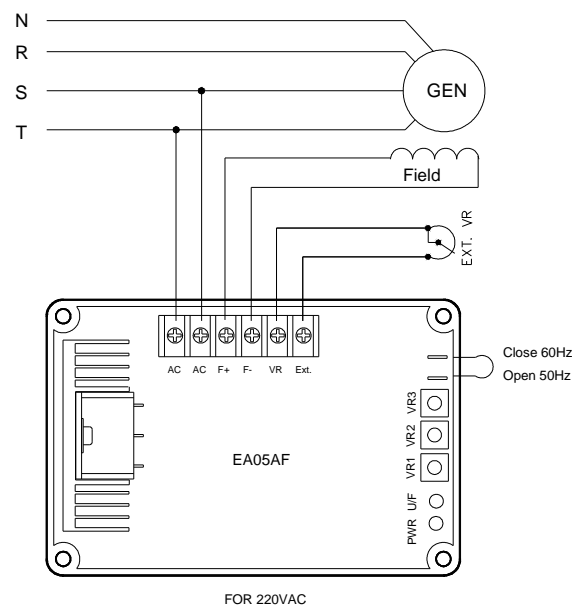 N
R
S
T
GEN
Field
EXT. VR
AC AC F+ F- VR Ext.
Close 60Hz
Open 50Hz
VR3
VR2
VR1
U/F
PWR
EA05AF
FOR 220VAC